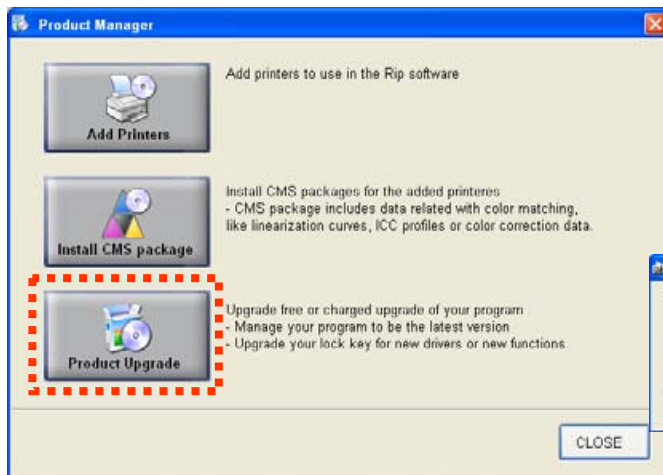 Product Manager
Add Printers
Add printers to use in the Rip software
Install CMS package
Install CMS packages for the added printeres
- CMS package includes data related with color matching,
like linearization curves, ICC profiles or color correction data.
Product Upgrade
Upgrade free or charged upgrade of your program
- Manage your program to be the latest version
- Upgrade your lock key for new drivers or new functions
CLOSE